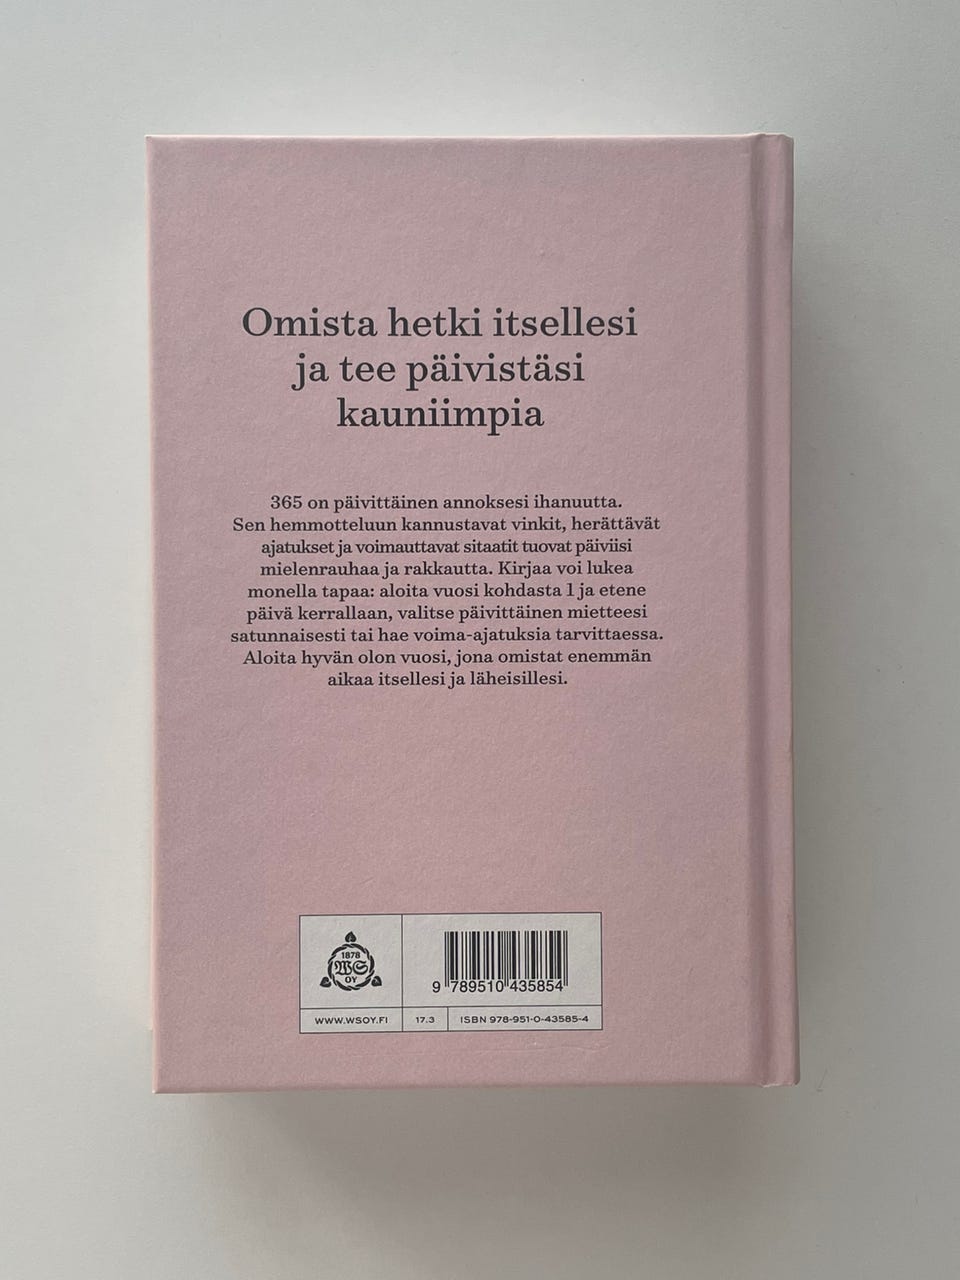 Omista hetki itsellesi
ja tee päivistäsi
kauniimpia
365 on päivittäinen annoksesi ihanuutta.
Sen hemmotteluun kannustavat vinkit, herättävät
ajatukset ja voimauttavat sitaatit tuovat päiviisi
mielenrauhaa ja rakkautta. Kirjaa voi lukea
monella tapaa: aloita vuosi kohdasta 1 ja etene
päivä kerrallaan, valitse päivittäinen mietteesi
satunnaisesti tai hae voima-ajatuksia tarvittaessa.
Aloita hyvän olon vuosi, jona omistat enemmän
aikaa itsellesi ja läheisillesi.
1878
WS
OY
9 789510 435854
WWW.WSOY.FI 17.3 ISBN 978-951-0-43585-4